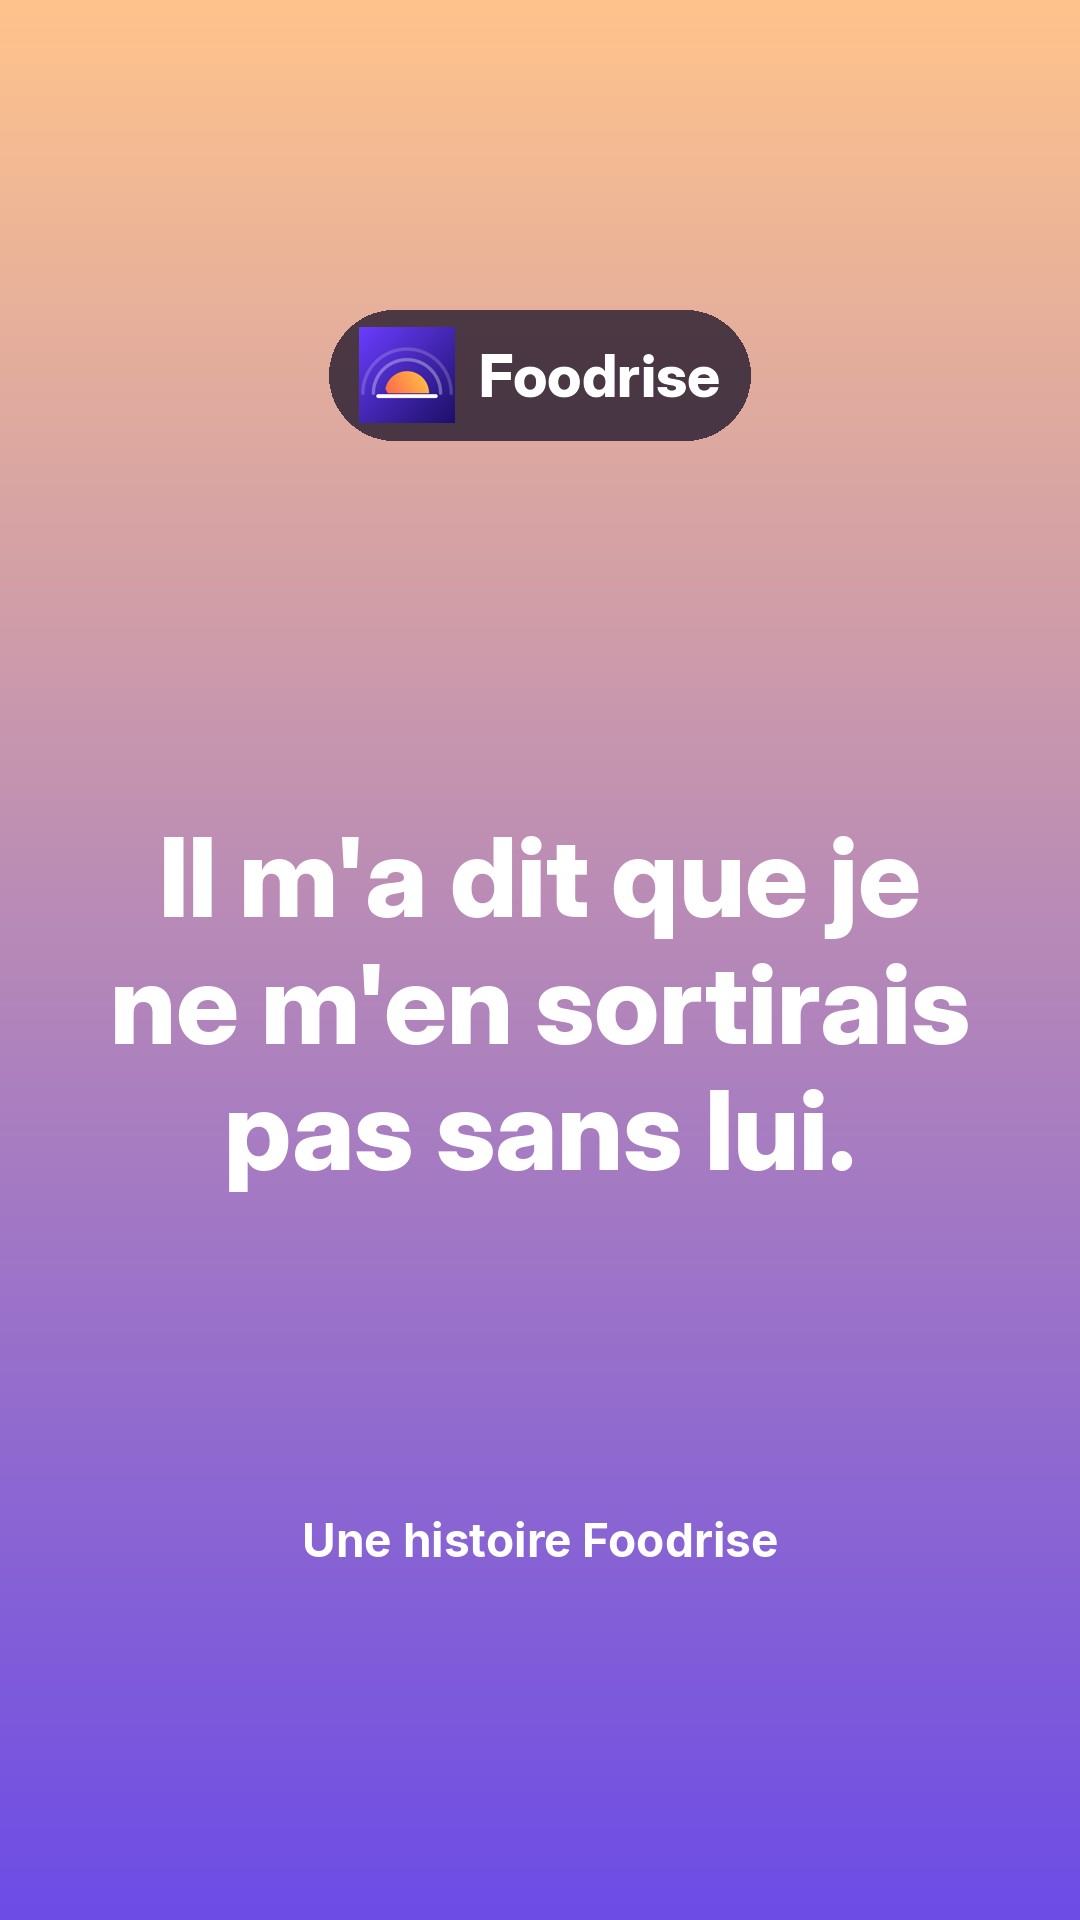 Foodrise
Il m'a dit que je
ne m'en sortirais
pas sans lui.
Une histoire Foodrise